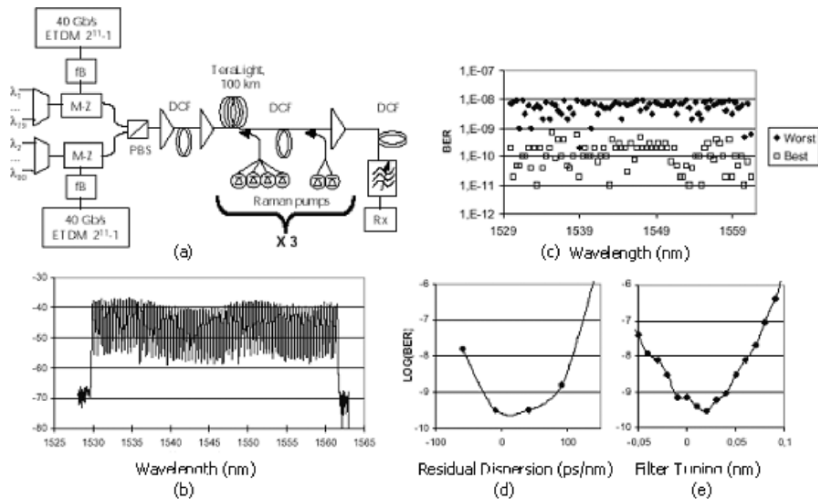 40 Gb/s
ETDM 2¹¹-1
fB
λ₁
...
M-Z
λ₂
...
M-Z
fB
40 Gb/s
ETDM 2¹¹-1
PBS
DCF
TeraLight,
100 km
DCF
DCF
Raman pumps
X 3
Rx
(a)
1,E-07
1,E-08
1,E-09
1,E-10
1,E-11
1,E-12
BER
1529
1539
1549
1559
Worst
Best
(c) Wavelength (nm)
-30
-40
-50
-60
-70
-80
1525
1530
1535
1540
1545
1550
1555
1560
1565
Wavelength (nm)
(b)
LOG(BER)
-6
-7
-8
-9
-10
-100
0
100
Residual Dispersion (ps/nm)
(d)
-6
-7
-8
-9
-10
-0,05
0
0,05
0,1
Filter Tuning (nm)
(e)